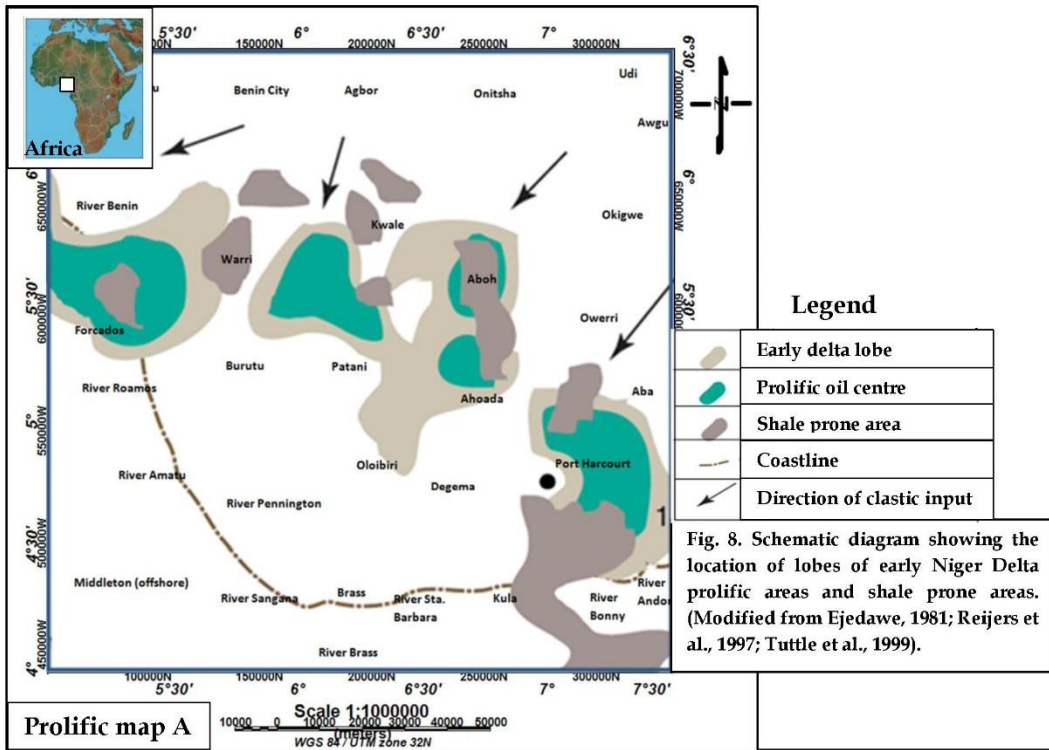 5°30' 6° 6°30' 7° 7°30'
150000N 200000N 250000N 300000N
Africa
u Benin City Agbor Onitsha Udi
Awgu
6°30'
700000W
Z
6° 6°
650000W 650000W
River Benin
Kwale
Okigwe
Warri
Aboh
5°30' 5°30'
600000W
Forcados
Owerri
Burutu Patani
River Roamos
Ahoada
Aba
5°
550000W
Oloibiri
Port Harcourt
River Amatu
Degema
River Pennington
1
4°30'
500000W
Middleton (offshore)
River Sangana
Brass
River Sta.
Barbara
Kula
River
Bonny
River
Andon
River Brass
4°
450000W
100000N 150000N 200000N 250000N 300000N
5°30' 6° 6°30' 7° 7°30'
Prolific map A
Scale 1:1000000
10000 0 10000 20000 30000 40000 50000
(meters)
WGS 84 / UTM zone 32N
Legend
Early delta lobe
Prolific oil centre
Shale prone area
Coastline
Direction of clastic input
Fig. 8. Schematic diagram showing the
location of lobes of early Niger Delta
prolific areas and shale prone areas.
(Modified from Ejedawe, 1981; Reijers et
al., 1997; Tuttle et al., 1999).